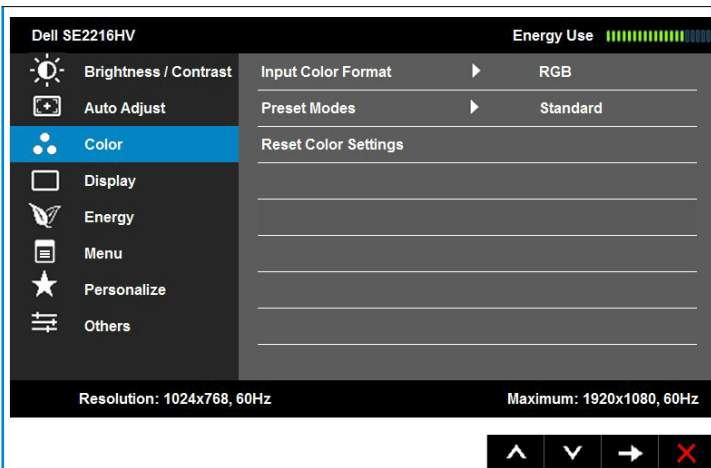 Dell SE2216HV Energy Use
Brightness / Contrast Input Color Format RGB
Auto Adjust Preset Modes Standard
Color Reset Color Settings
Display
Energy
Menu
Personalize
Others
Resolution: 1024x768, 60Hz Maximum: 1920x1080, 60Hz